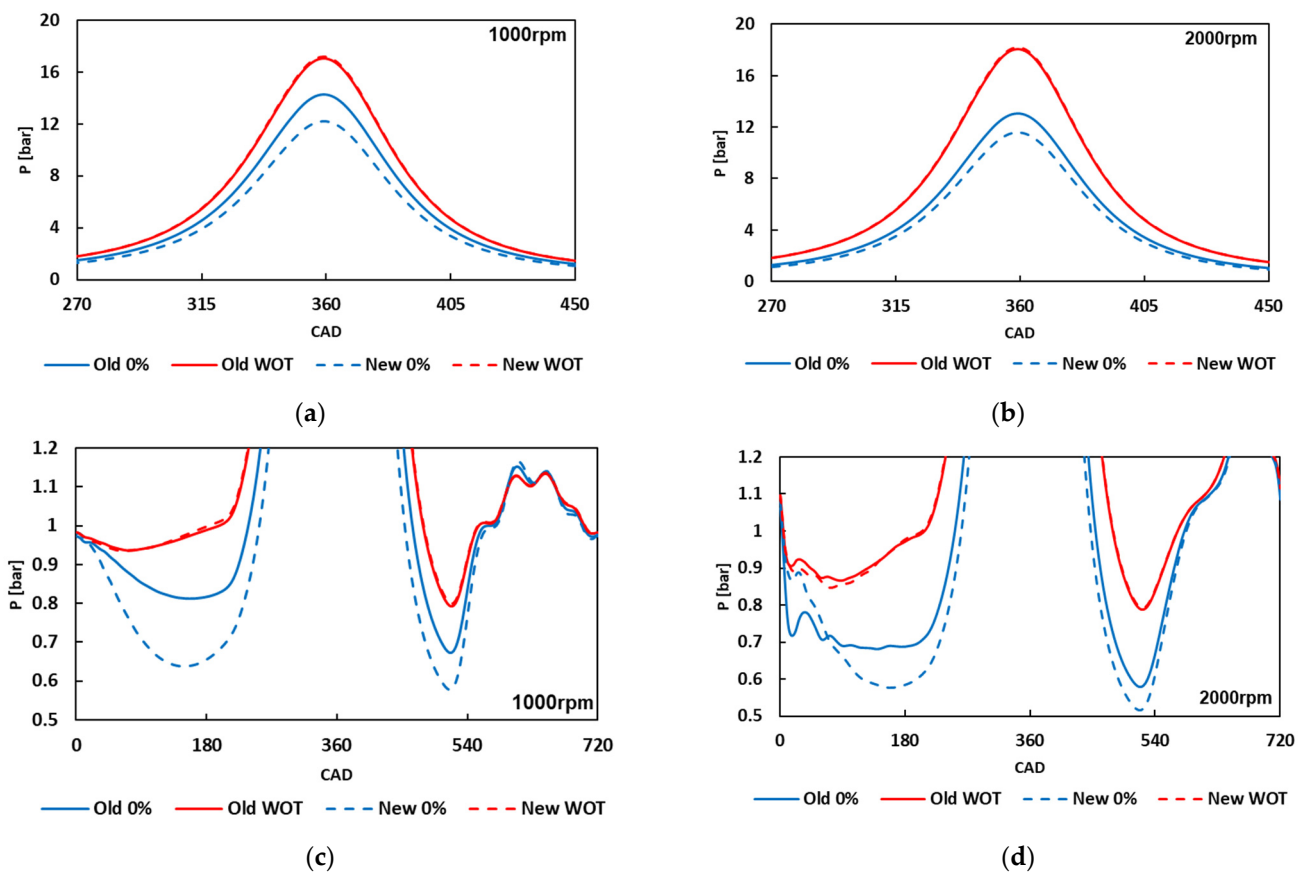 20
16
12
8
4
0
P [bar]
1000rpm
270 315 360 405 450
CAD
Old 0% Old WOT New 0% New WOT
(a)
20
16
12
8
4
0
P [bar]
2000rpm
270 315 360 405 450
CAD
Old 0% Old WOT New 0% New WOT
(b)
1.2
1.1
1
0.9
0.8
0.7
0.6
0.5
P [bar]
1000rpm
0 180 360 540 720
CAD
Old 0% Old WOT New 0% New WOT
(c)
1.2
1.1
1
0.9
0.8
0.7
0.6
0.5
P [bar]
2000rpm
0 180 360 540 720
CAD
Old 0% Old WOT New 0% New WOT
(d)